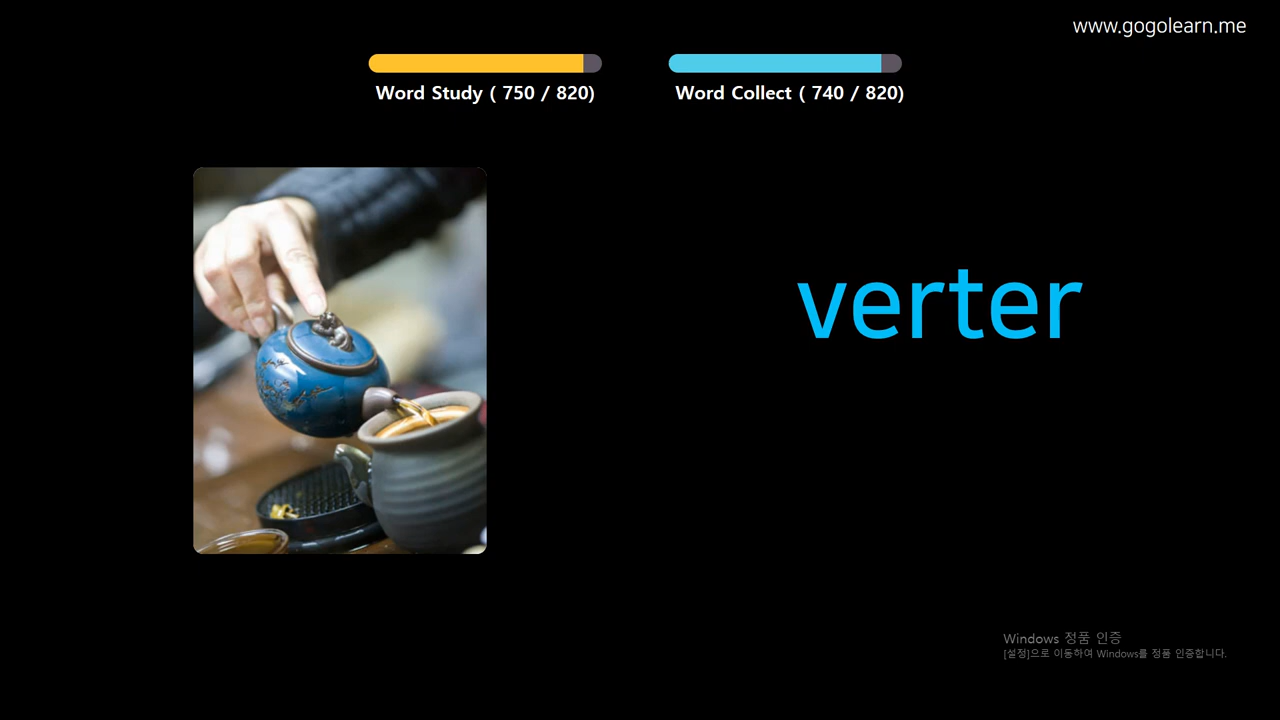 www.gogolearn.me
Word Study ( 750 / 820)
Word Collect ( 740 / 820)
verter
Windows 정품 인증
[설정]으로 이동하여 Windows를 정품 인증합니다.